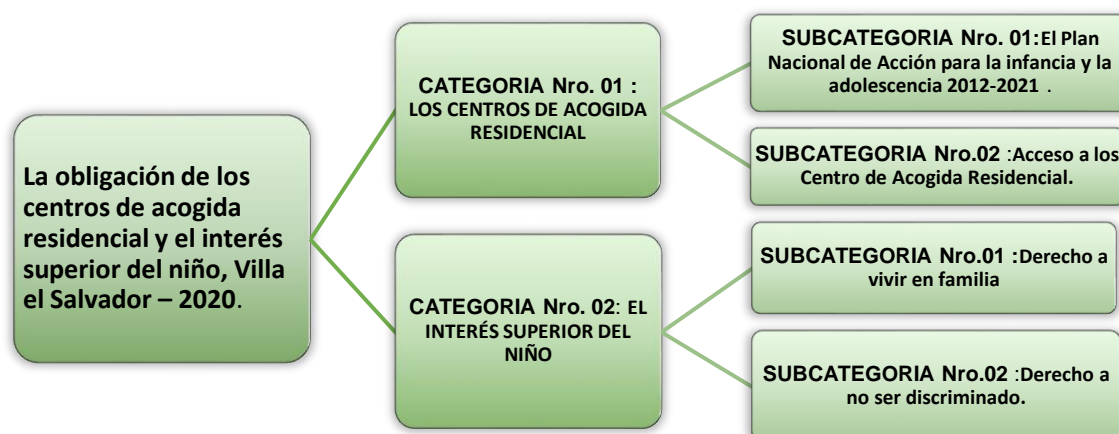 La obligación de los
centros de acogida
residencial y el interés
superior del niño, Villa
el Salvador – 2020.
CATEGORIA Nro. 01 :
LOS CENTROS DE ACOGIDA
RESIDENCIAL
SUBCATEGORIA Nro. 01:El Plan
Nacional de Acción para la infancia y la
adolescencia 2012-2021 .
SUBCATEGORIA Nro.02 :Acceso a los
Centro de Acogida Residencial.
CATEGORIA Nro. 02: EL
INTERÉS SUPERIOR DEL
NIÑO
SUBCATEGORIA Nro.01 :Derecho a
vivir en familia
SUBCATEGORIA Nro.02 :Derecho a
no ser discriminado.